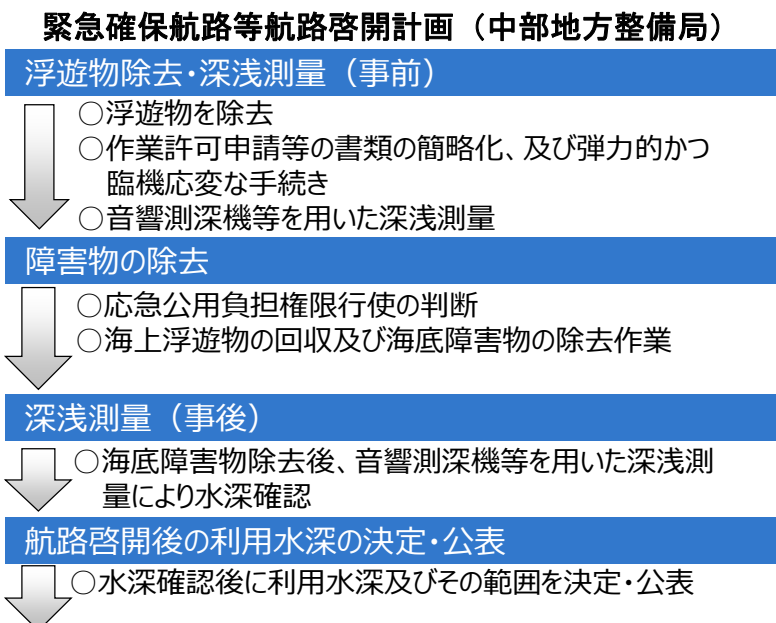 緊急確保航路等航路啓開計画（中部地方整備局）
浮遊物除去・深浅測量（事前）
○浮遊物を除去
○作業許可申請等の書類の簡略化、及び弾力的かつ
臨機応変な手続き
○音響測深機等を用いた深浅測量
障害物の除去
○応急公用負担権限行使の判断
○海上浮遊物の回収及び海底障害物の除去作業
深浅測量（事後）
○海底障害物除去後、音響測深機等を用いた深浅測
量により水深確認
航路啓開後の利用水深の決定・公表
○水深確認後に利用水深及びその範囲を決定・公表